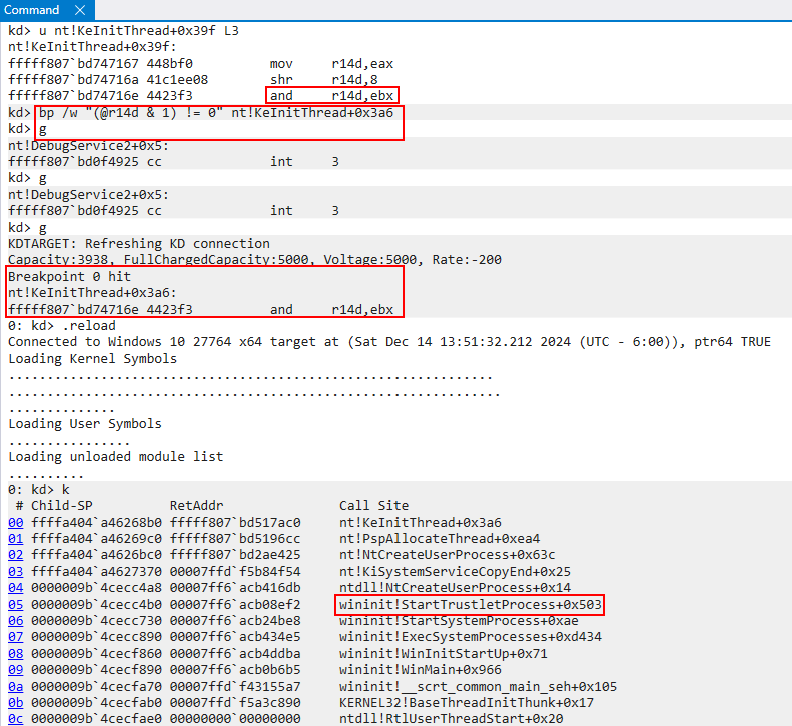 Command ×
kd> u nt!KeInitThread+0x39f L3
nt!KeInitThread+0x39f:
fffff807`bd747167 448bf0 mov r14d,eax
fffff807`bd74716a 41c1ee08 shr r14d,8
fffff807`bd74716e 4423f3 and r14d,ebx
kd> bp /w "(@r14d & 1) != 0" nt!KeInitThread+0x3a6
kd> g
nt!DebugService2+0x5:
fffff807`bd0f4925 cc int 3
kd> g
nt!DebugService2+0x5:
fffff807`bd0f4925 cc int 3
kd> g
KDTARGET: Refreshing KD connection
Capacity:3938, FullChargedCapacity:5000, Voltage:5000, Rate:-200
Breakpoint 0 hit
nt!KeInitThread+0x3a6:
fffff807`bd74716e 4423f3 and r14d,ebx
0: kd> .reload
Connected to Windows 10 27764 x64 target at (Sat Dec 14 13:51:32.212 2024 (UTC - 6:00)), ptr64 TRUE
Loading Kernel Symbols
...............................................................
................................................................
..............
Loading User Symbols
................
Loading unloaded module list
..........
0: kd> k
# Child-SP RetAddr Call Site
00 ffffa404`a46268b0 fffff807`bd517ac0 nt!KeInitThread+0x3a6
01 ffffa404`a46269c0 fffff807`bd5196cc nt!PspAllocateThread+0xea4
02 ffffa404`a4626bc0 fffff807`bd2ae425 nt!NtCreateUserProcess+0x63c
03 ffffa404`a4627370 00007ffd`f5b84f54 nt!KiSystemServiceCopyEnd+0x25
04 0000009b`4cecc4a8 00007ff6`acb416db ntdll!NtCreateUserProcess+0x14
05 0000009b`4cecc4b0 00007ff6`acb08ef2 wininit!StartTrustletProcess+0x503
06 0000009b`4cecc730 00007ff6`acb24be8 wininit!StartSystemProcess+0xae
07 0000009b`4cecc890 00007ff6`acb434e5 wininit!ExecSystemProcesses+0xd434
08 0000009b`4cecf860 00007ff6`acb4ddba wininit!WinInitStartUp+0x71
09 0000009b`4cecf890 00007ff6`acb0b6b5 wininit!WinMain+0x966
0a 0000009b`4cecfa70 00007ffd`f43155a7 wininit!__scrt_common_main_seh+0x105
0b 0000009b`4cecfab0 00007ffd`f5a3c890 KERNEL32!BaseThreadInitThunk+0x17
0c 0000009b`4cecfae0 00000000`00000000 ntdll!RtlUserThreadStart+0x20